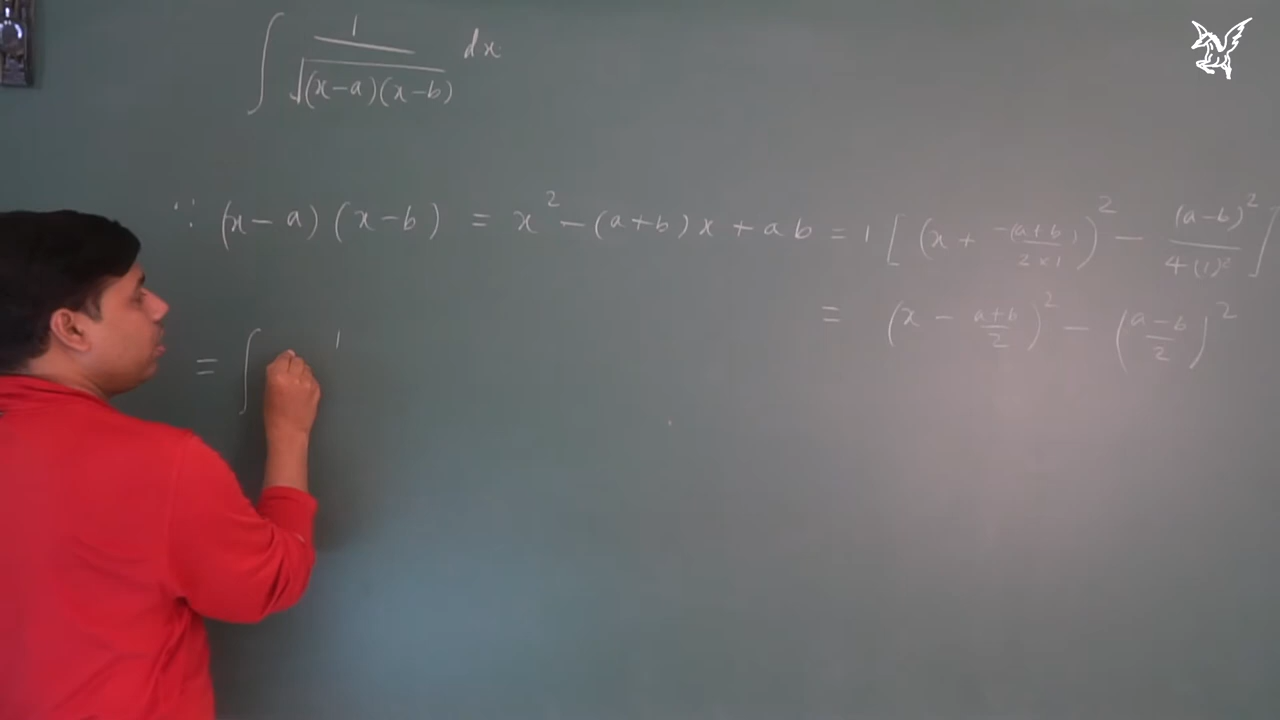 ∫ 1/√((x-a)(x-b)) dx
∵ (x-a)(x-b) = x² - (a+b)x + ab = 1[(x + -(a+b)/(2×1))² - (a-b)²/(4(1)²)]
= (x - (a+b)/2)² - ((a-b)/2)²
= ∫ 1